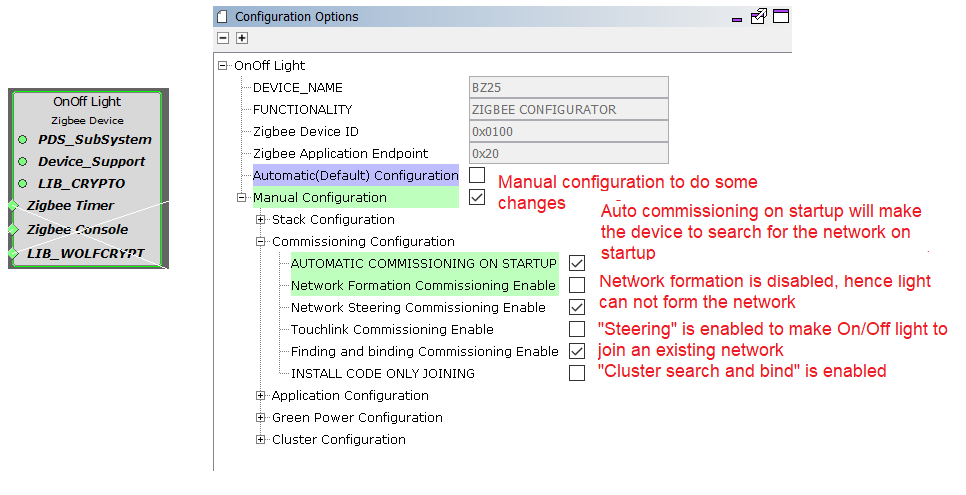 OnOff Light
Zigbee Device
PDS_SubSystem
Device_Support
LIB_CRYPTO
Zigbee Timer
Zigbee Console
LIB_WOLFCRYPT
Configuration Options
OnOff Light
DEVICE_NAME BZ25
FUNCTIONALITY ZIGBEE CONFIGURATOR
Zigbee Device ID 0x0100
Zigbee Application Endpoint 0x20
Automatic(Default) Configuration
Manual Configuration
Manual configuration to do some
changes
Stack Configuration
Commissioning Configuration
Auto commissioning on startup will make
the device to search for the network on
startup
AUTOMATIC COMMISSIONING ON STARTUP
Network Formation Commissioning Enable
Network formation is disabled, hence light
can not form the network
Network Steering Commissioning Enable
Touchlink Commissioning Enable
"Steering" is enabled to make On/Off light to
join an existing network
Finding and binding Commissioning Enable
INSTALL CODE ONLY JOINING
"Cluster search and bind" is enabled
Application Configuration
Green Power Configuration
Cluster Configuration